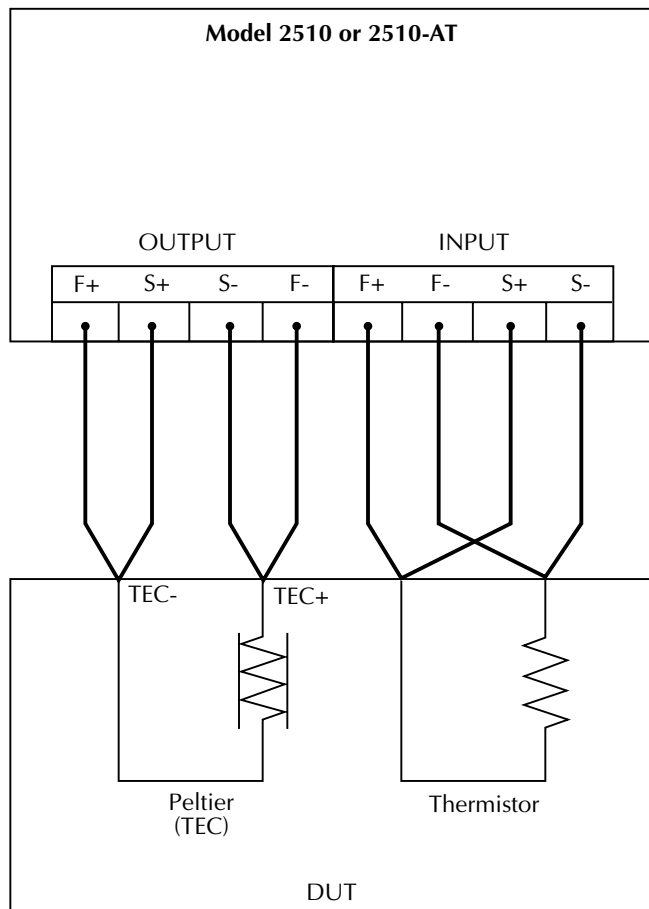 Model 2510 or 2510-AT
OUTPUT INPUT
F+ S+ S- F- F+ F- S+ S-
TEC- TEC+
Peltier
(TEC)
Thermistor
DUT